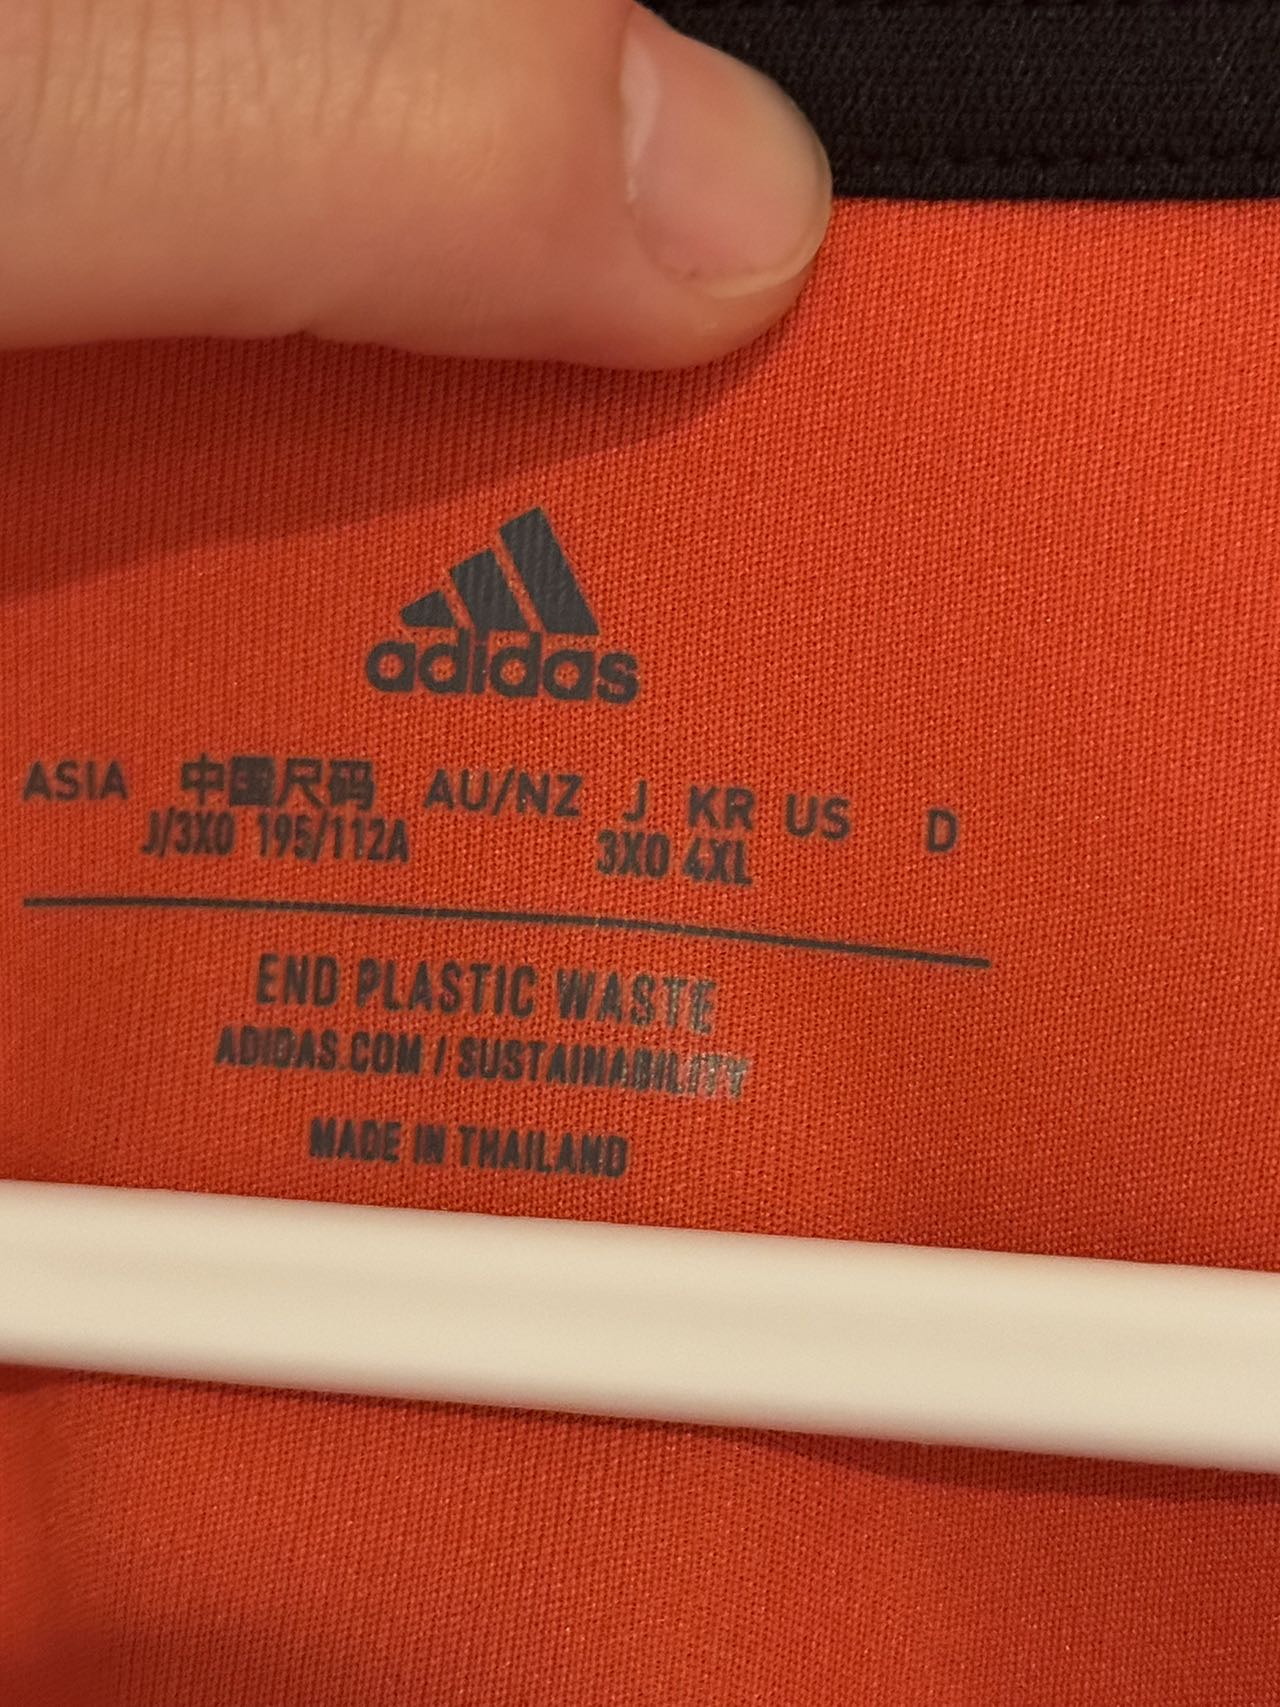 adidas
ASIA 中国尺码 AU/NZ J KR US D
J/3XO 195/112A 3XO 4XL
END PLASTIC WASTE
ADIDAS.COM / SUSTAINABILITY
MADE IN THAILAND